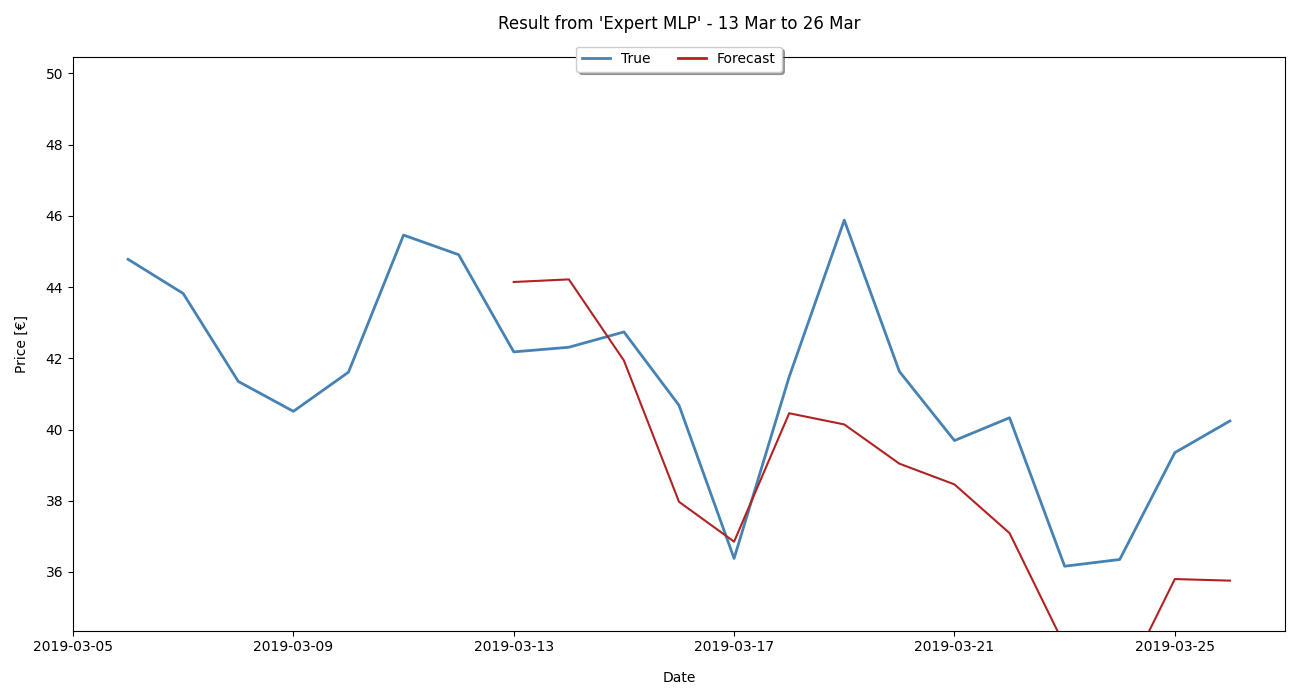 Result from 'Expert MLP' - 13 Mar to 26 Mar
True Forecast
50
48
46
44
42
40
38
36
Price [€]
2019-03-05 2019-03-09 2019-03-13 2019-03-17 2019-03-21 2019-03-25
Date